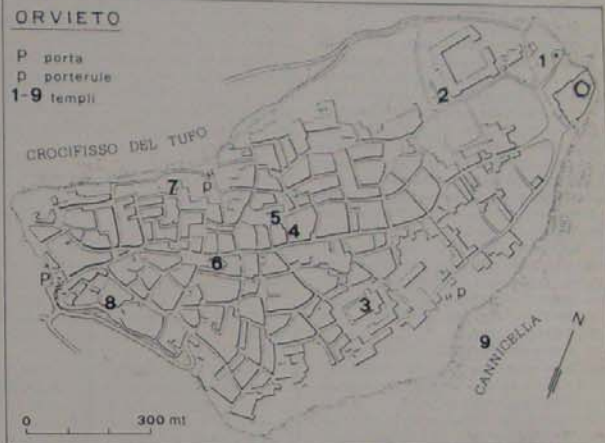 ORVIETO
P porta
p porterule
1-9 templi
CROCIFISSO DEL TUFO
1
p
2
7
p
5
4
6
P
8
3
p
9
CANNICELLA
N
0 300 mt